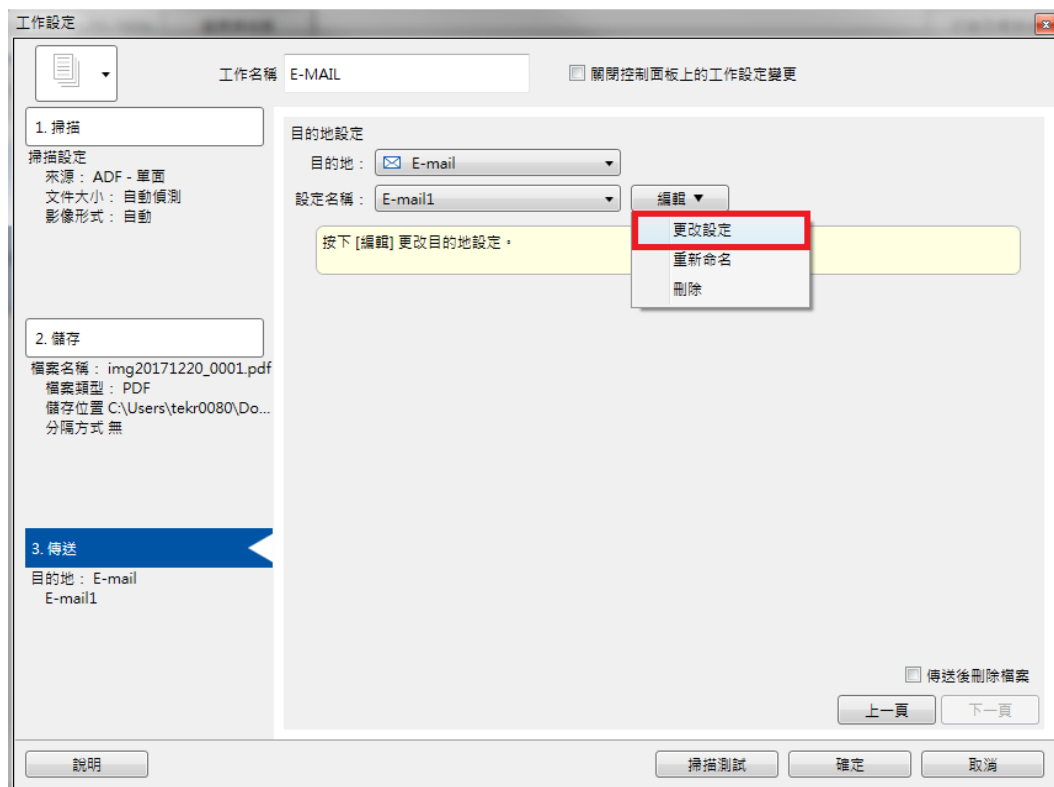 工作設定
工作名稱 E-MAIL 關閉控制面板上的工作設定變更
1. 掃描
掃描設定
來源： ADF - 單面
文件大小： 自動偵測
影像形式： 自動
2. 儲存
檔案名稱： img20171220_0001.pdf
檔案類型： PDF
儲存位置 C:\Users\tekr0080\Do...
分隔方式 無
3. 傳送
目的地： E-mail
E-mail1
目的地設定
目的地： E-mail
設定名稱： E-mail1 編輯 ▼
按下 [編輯] 更改目的地設定。
更改設定
重新命名
刪除
傳送後刪除檔案
上一頁 下一頁
說明 掃描測試 確定 取消